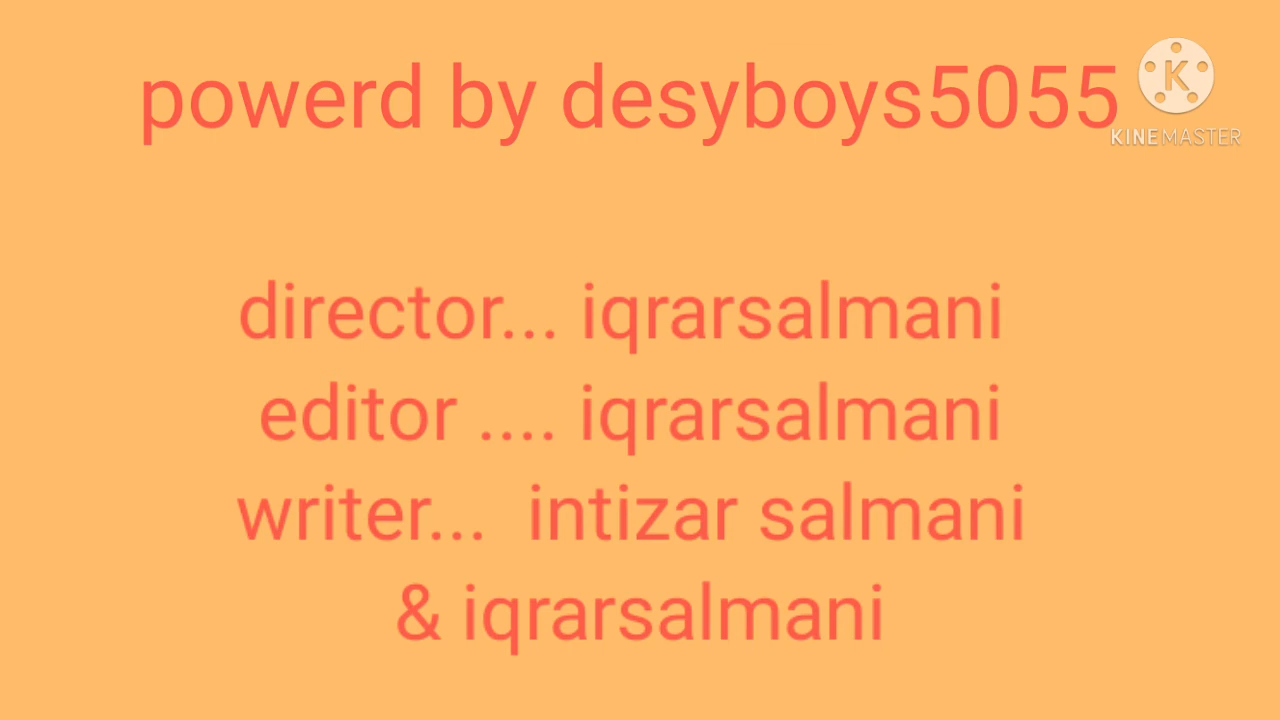 powerd by desyboys5055
K
KINEMASTER
director... iqrarsalmani
editor .... iqrarsalmani
writer...  intizar salmani
& iqrarsalmani